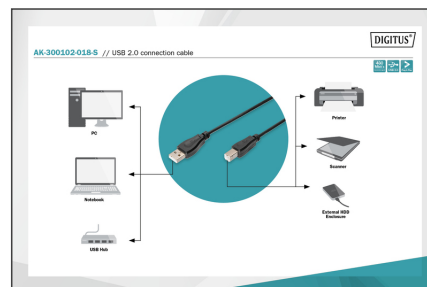 DIGITUS®
AK-300102-018-S // USB 2.0 connection cable
PC
Notebook
USB Hub
Printer
Scanner
External HDD
Enclosure